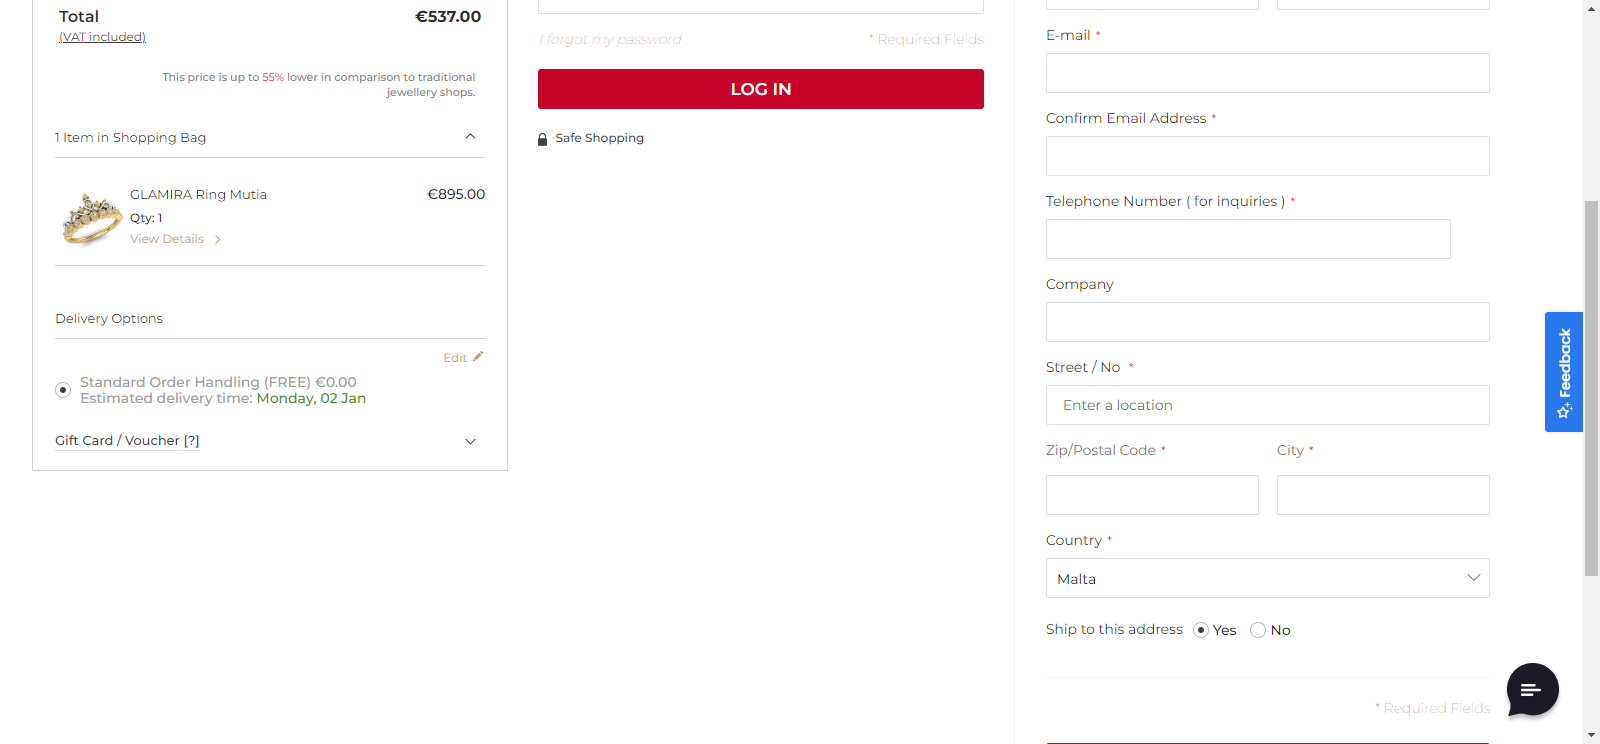 Total €537.00
(VAT included)
This price is up to 55% lower in comparison to traditional
jewellery shops.
1 Item in Shopping Bag
GLAMIRA Ring Mutia €895.00
Qty: 1
View Details
Delivery Options
Edit
Standard Order Handling (FREE) €0.00
Estimated delivery time: Monday, 02 Jan
Gift Card / Voucher [?]
I forgot my password * Required Fields
LOG IN
Safe Shopping
E-mail *
Confirm Email Address *
Telephone Number ( for inquiries ) *
Company
Street / No *
Enter a location
Zip/Postal Code * City *
Country *
Malta
Ship to this address Yes No
* Required Fields
Feedback